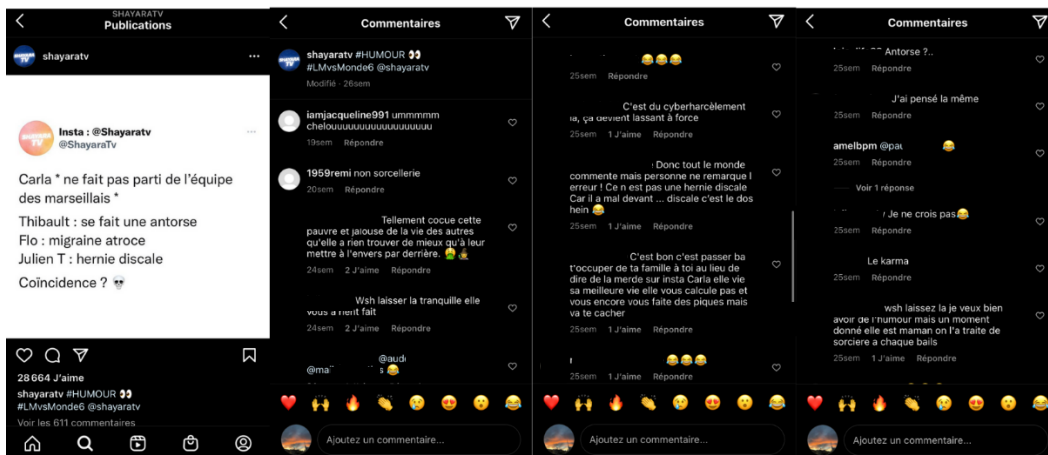 SHAYARATV
Publications
shayaratv
Insta : @Shayaratv
@ShayaraTv
Carla * ne fait pas parti de l'équipe
des marseillais *
Thibault : se fait une antorse
Flo : migraine atroce
Julien T : hernie discale
Coïncidence ?
28 664 J'aime
shayaratv #HUMOUR 👀
#LMvsMonde6 @shayaratv
Voir les 611 commentaires
Commentaires
shayaratv #HUMOUR 👀
#LMvsMonde6 @shayaratv
Modifié · 26sem
iamjacqueline991 ummmmm
chelouuuuuuuuuuuuuuuuuu
19sem Répondre
1959remi non sorcellerie
20sem Répondre
Tellement cocue cette
pauvre et jalouse de la vie des autres
qu'elle a rien trouver de mieux qu'à leur
mettre à l'envers par derrière.
24sem 2 J'aime Répondre
Wsh laisser la tranquille elle
vous a rient fait
24sem 2 J'aime Répondre
Ajoutez un commentaire...
Commentaires
😂😂😂
25sem Répondre
C'est du cyberharcèlement
là, ça devient lassant à force
25sem 1 J'aime Répondre
! Donc tout le monde
commente mais personne ne remarque l
erreur ! Ce n est pas une hernie discale
Car il a mal devant ... discale c'est le dos
hein 😂
25sem 1 J'aime Répondre
C'est bon c'est passer ba
t'occuper de ta famille à toi au lieu de
dire de la merde sur insta Carla elle vie
sa meilleure vie elle vous calcule pas et
vous encore vous faite des piques mais
va te cacher
25sem 1 J'aime Répondre
😂😂😂
25sem 1 J'aime Répondre
Ajoutez un commentaire...
Commentaires
Antorse ?..
25sem Répondre
J'ai pensé la même
25sem Répondre
amelbpm 😂
Voir 1 réponse
Je ne crois pas😂
25sem Répondre
Le karma
25sem Répondre
wsh laissez la je veux bien
avoir de l'humour mais un moment
donné elle est maman on l'a traite de
sorciere a chaque bails
25sem 1 J'aime Répondre
Ajoutez un commentaire...